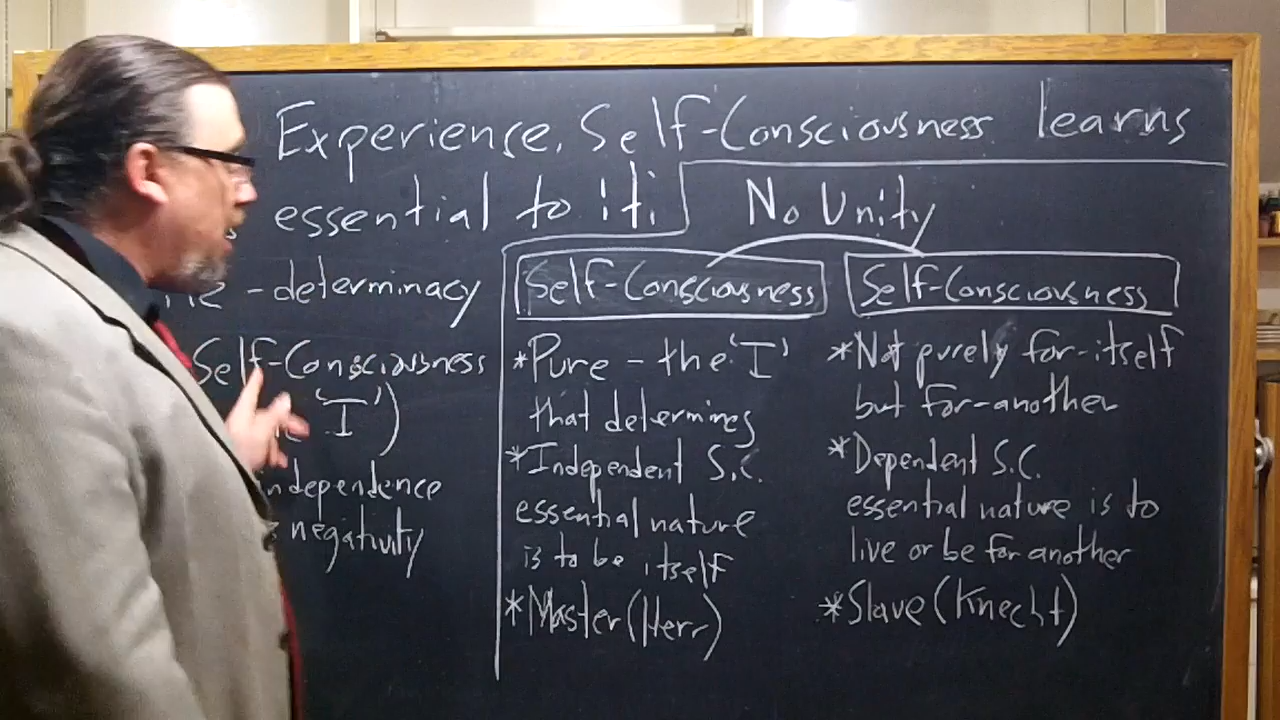 Experience, Self-Consciousness learns
essential to it:
- determinacy
Self-Consciousness
'I')
independence
negativity
No Unity
Self-Consciousness
*Pure - the 'I'
that determines
*Independent S.C.
essential nature
is to be itself
*Master (Herr)
Self-Consciousness
*Not purely for-itself
but for-another
*Dependent S.C.
essential nature is to
live or be for another
*Slave (Knecht)